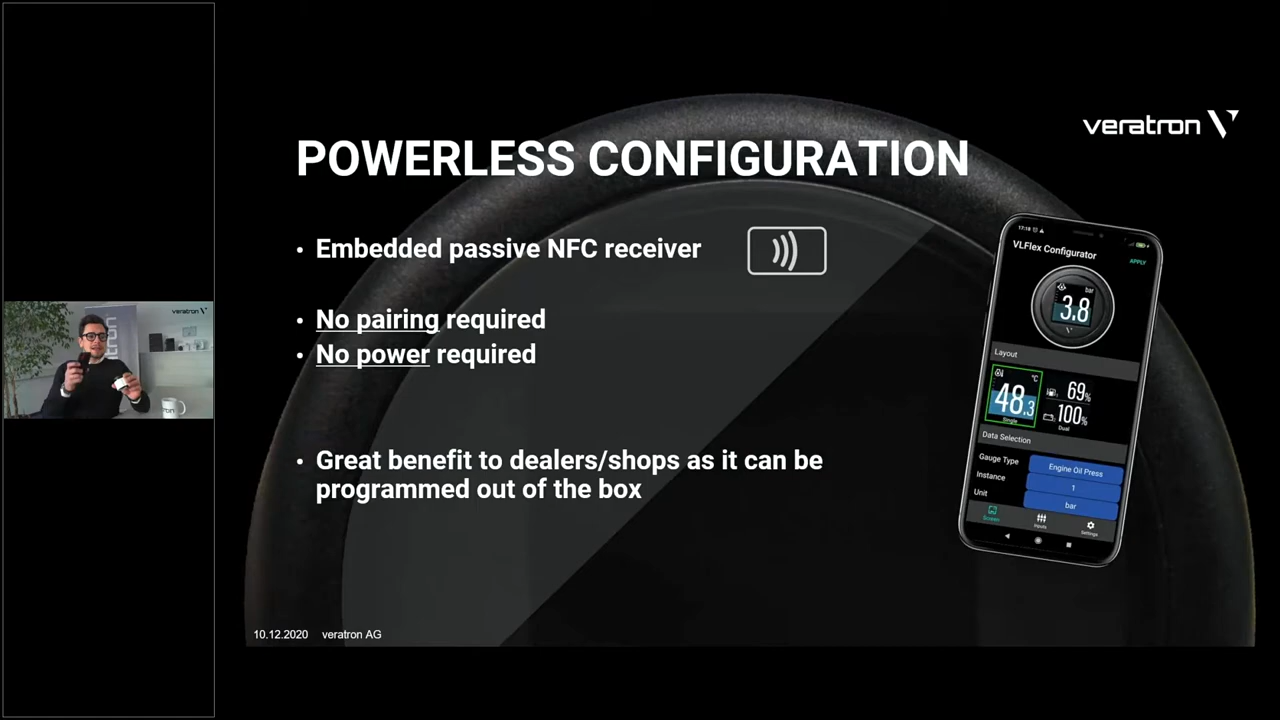 veratron
POWERLESS CONFIGURATION
• Embedded passive NFC receiver
• No pairing required
• No power required
• Great benefit to dealers/shops as it can be
programmed out of the box
17:18
VLFlex Configurator
APPLY
bar
3.8
Layout
°C
48.3
Single
69%
100%
Dual
Data Selection
Gauge Type
Engine Oil Press
Instance
1
Unit
bar
Screen
Inputs
Settings
veratron
10.12.2020 veratron AG